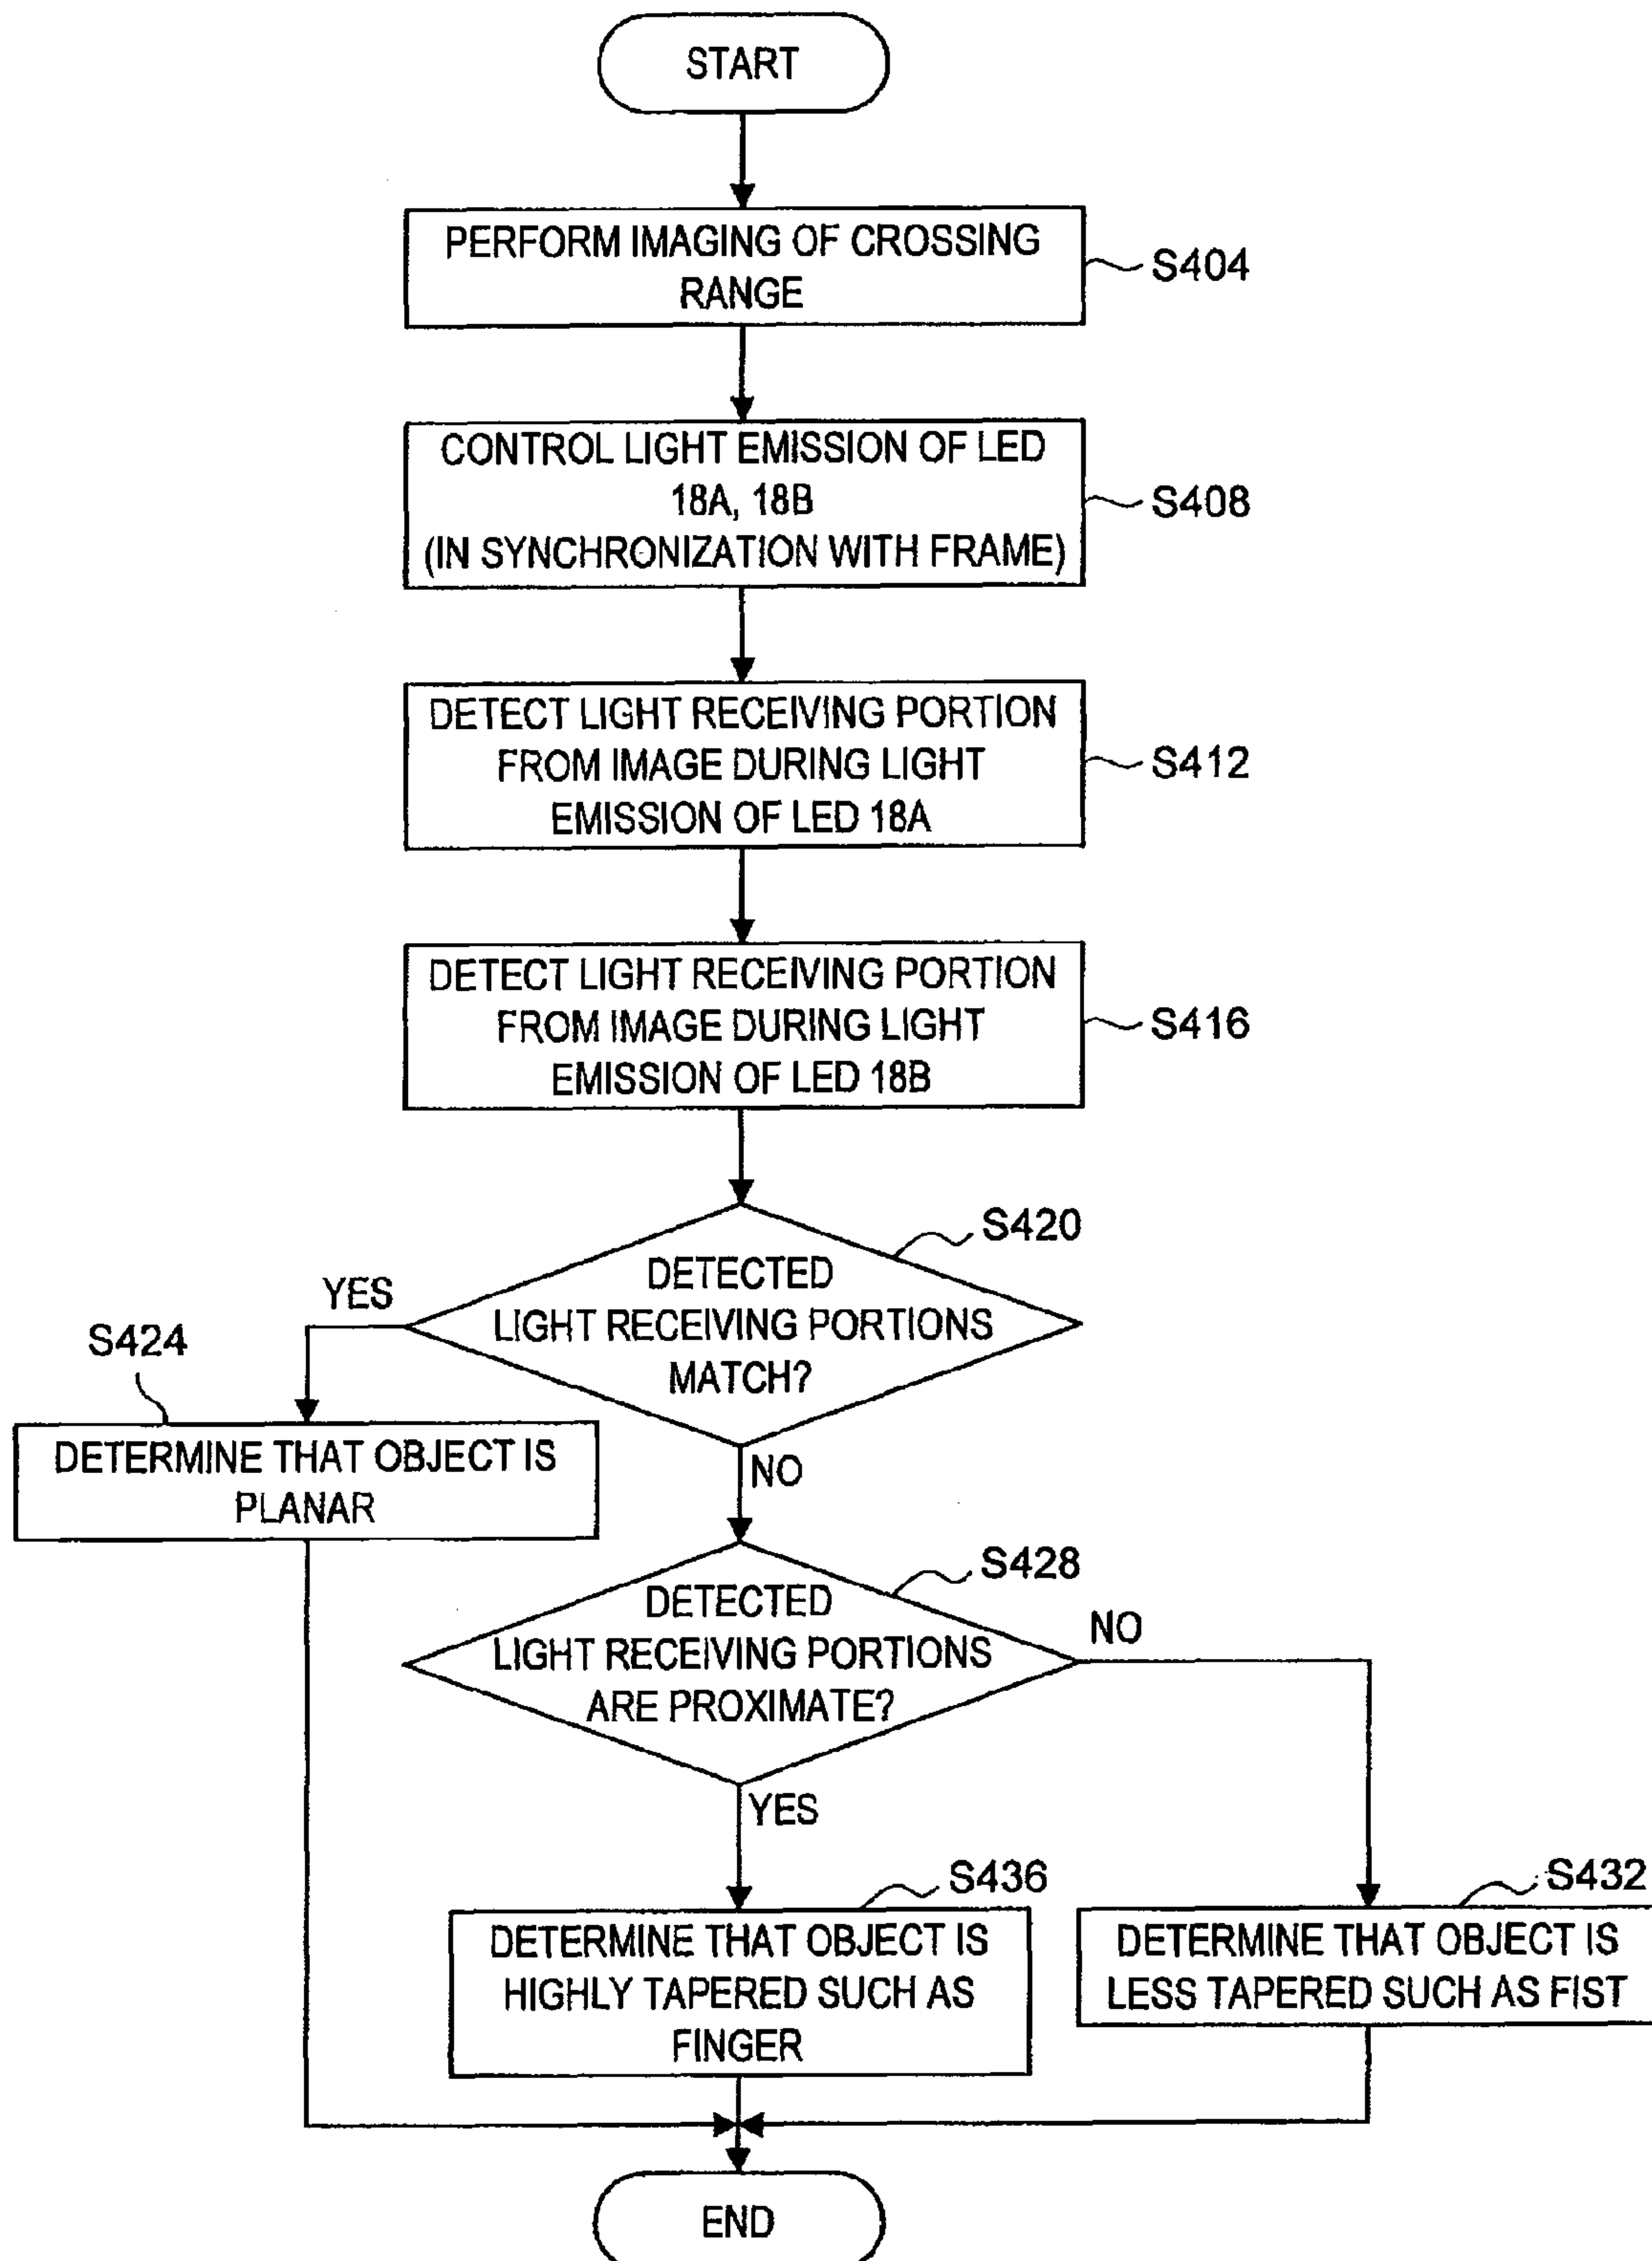 START
PERFORM IMAGING OF CROSSING
RANGE
S404
CONTROL LIGHT EMISSION OF LED
18A, 18B
(IN SYNCHRONIZATION WITH FRAME)
S408
DETECT LIGHT RECEIVING PORTION
FROM IMAGE DURING LIGHT
EMISSION OF LED 18A
S412
DETECT LIGHT RECEIVING PORTION
FROM IMAGE DURING LIGHT
EMISSION OF LED 18B
S416
S420
DETECTED
LIGHT RECEIVING PORTIONS
MATCH?
YES
S424
DETERMINE THAT OBJECT IS
PLANAR
NO
S428
DETECTED
LIGHT RECEIVING PORTIONS
ARE PROXIMATE?
NO
YES
S436
DETERMINE THAT OBJECT IS
HIGHLY TAPERED SUCH AS
FINGER
S432
DETERMINE THAT OBJECT IS
LESS TAPERED SUCH AS FIST
END